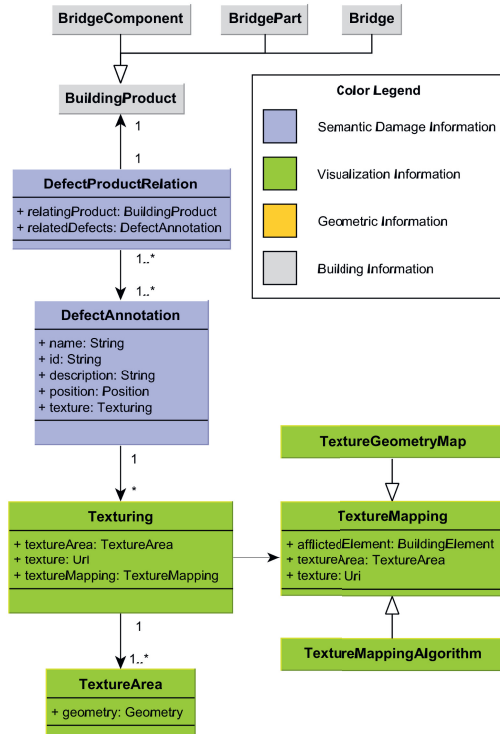 BridgeComponent
BridgePart
Bridge
BuildingProduct
1
1
DefectProductRelation
+ relatingProduct: BuildingProduct
+ relatedDefects: DefectAnnotation
1..*
1..*
DefectAnnotation
+ name: String
+ id: String
+ description: String
+ position: Position
+ texture: Texturing
1
*
Texturing
+ textureArea: TextureArea
+ texture: Uri
+ textureMapping: TextureMapping
1
1..*
TextureArea
+ geometry: Geometry
Color Legend
Semantic Damage Information
Visualization Information
Geometric Information
Building Information
TextureGeometryMap
TextureMapping
+ afflictedElement: BuildingElement
+ textureArea: TextureArea
+ texture: Uri
TextureMappingAlgorithm